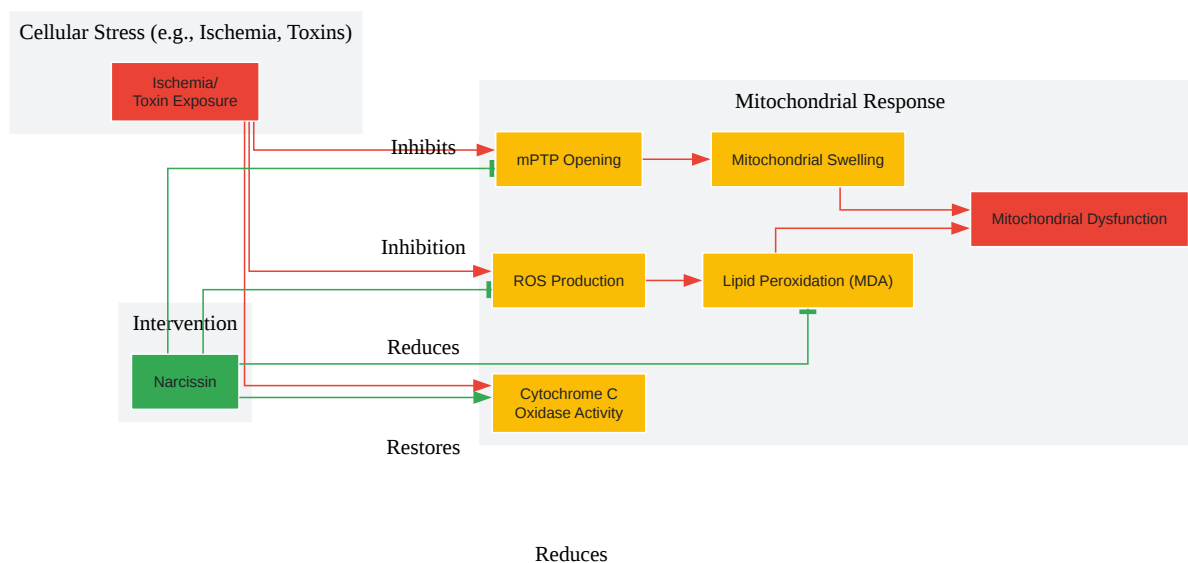 Cellular Stress (e.g., Ischemia, Toxins)
Ischemia/
Toxin Exposure
Mitochondrial Response
Inhibits
mPTP Opening
Mitochondrial Swelling
Mitochondrial Dysfunction
Inhibition
ROS Production
Lipid Peroxidation (MDA)
Intervention
Reduces
Narcissin
Cytochrome C
Oxidase Activity
Restores
Reduces